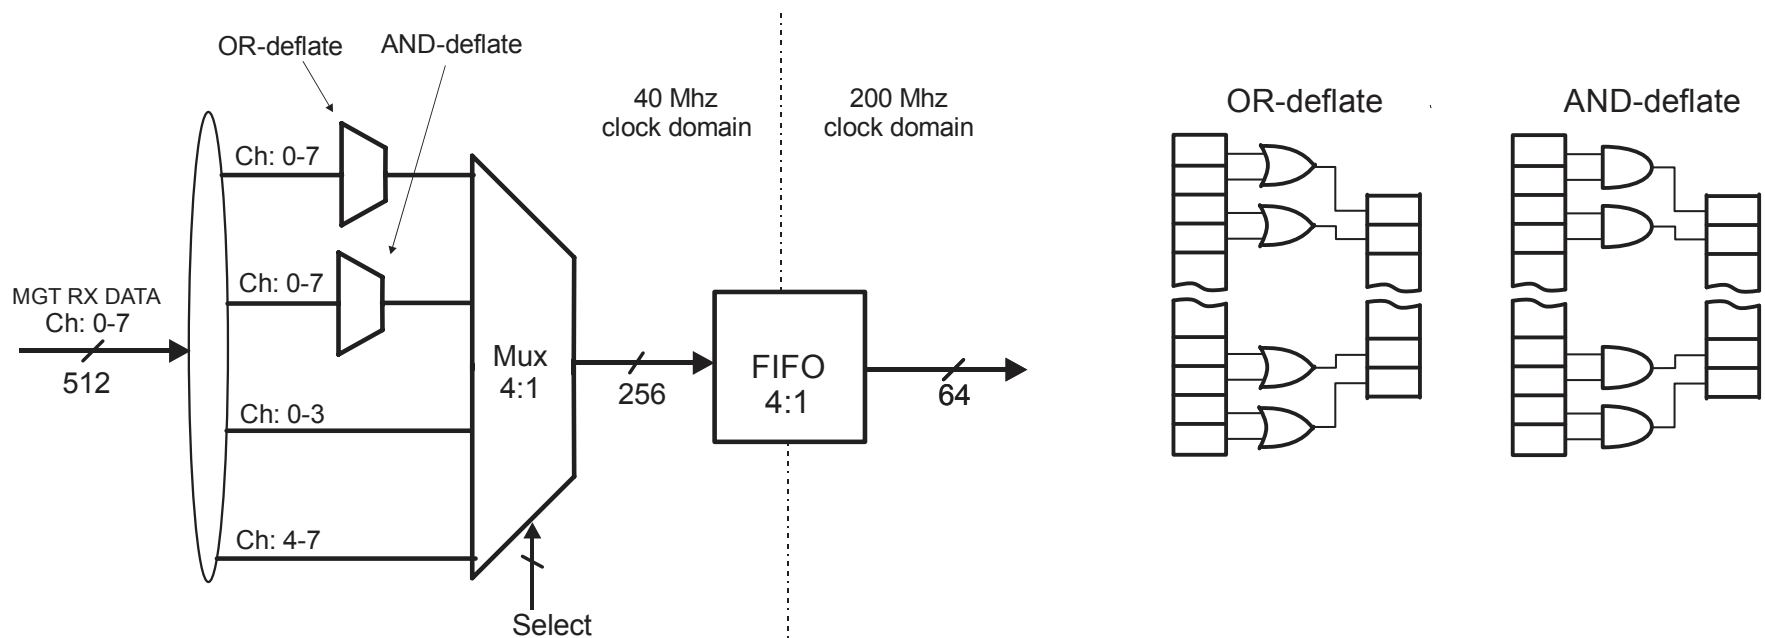 OR-deflate
AND-deflate
40 Mhz
clock domain
200 Mhz
clock domain
Ch: 0-7
Ch: 0-7
MGT RX DATA
Ch: 0-7
512
Ch: 0-3
Ch: 4-7
Mux
4:1
Select
256
FIFO
4:1
64
OR-deflate
AND-deflate